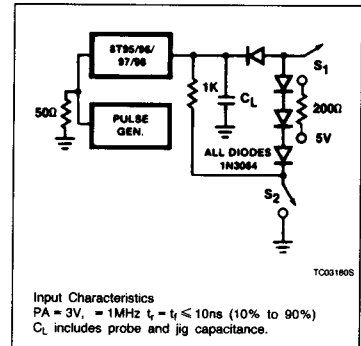 8T95/96/
97/98
50Ω
PULSE
GEN.
1K
CL
S1
200Ω
5V
ALL DIODES
1N3064
S2
TC03160S
Input Characteristics
PA = 3V, = 1MHz tr = tf ≤ 10ns (10% to 90%)
CL includes probe and jig capacitance.